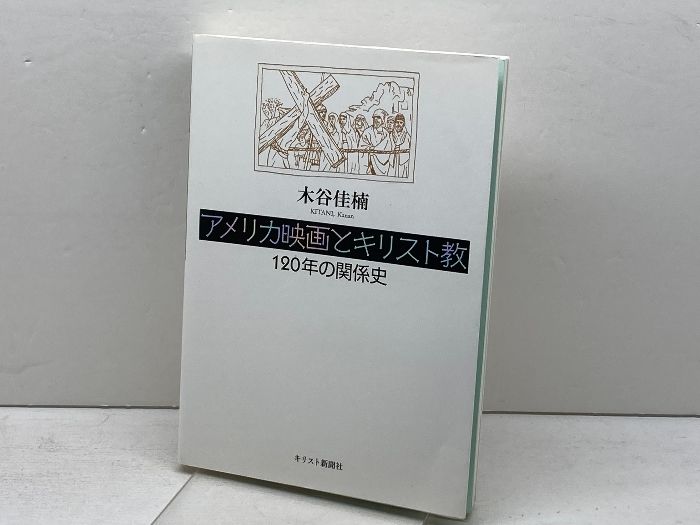 木谷佳楠
KITANI, Kanan
アメリカ映画とキリスト教
120年の関係史
キリスト新聞社